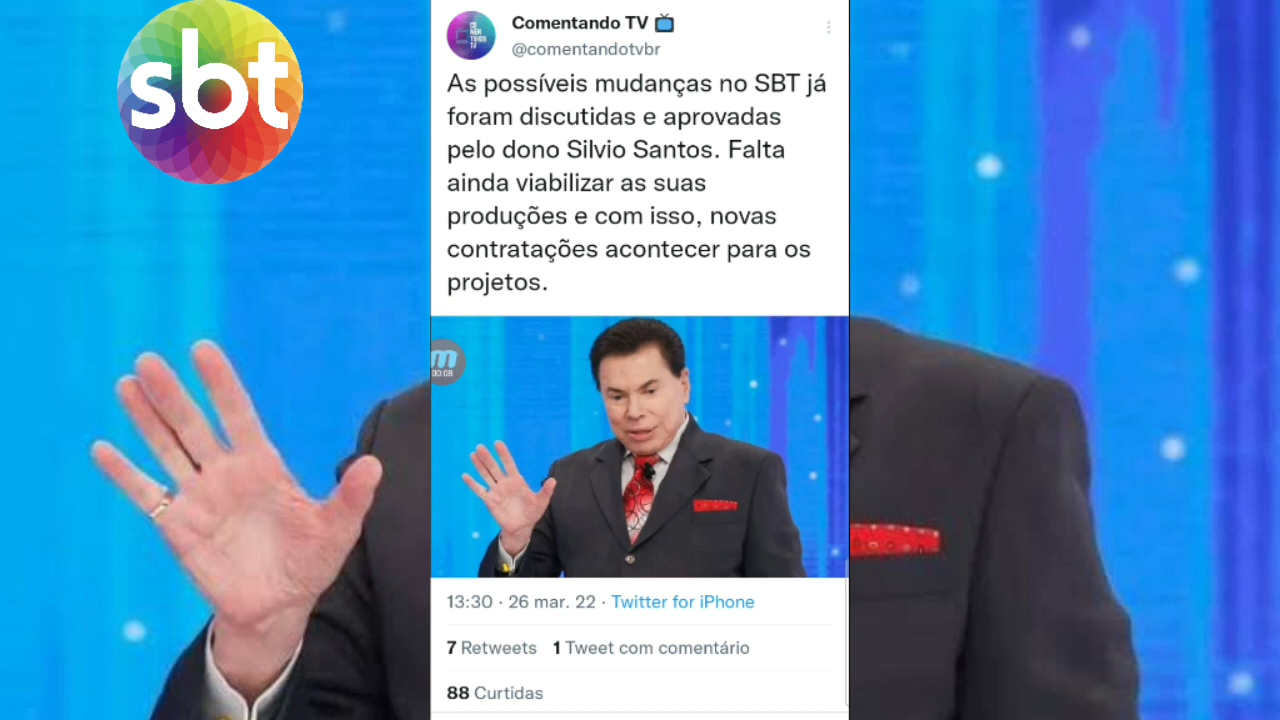 sbt
Comentando TV
@comentandotvbr
As possíveis mudanças no SBT já
foram discutidas e aprovadas
pelo dono Silvio Santos. Falta
ainda viabilizar as suas
produções e com isso, novas
contratações acontecer para os
projetos.
m
00:08
13:30 · 26 mar. 22 · Twitter for iPhone
7 Retweets 1 Tweet com comentário
88 Curtidas